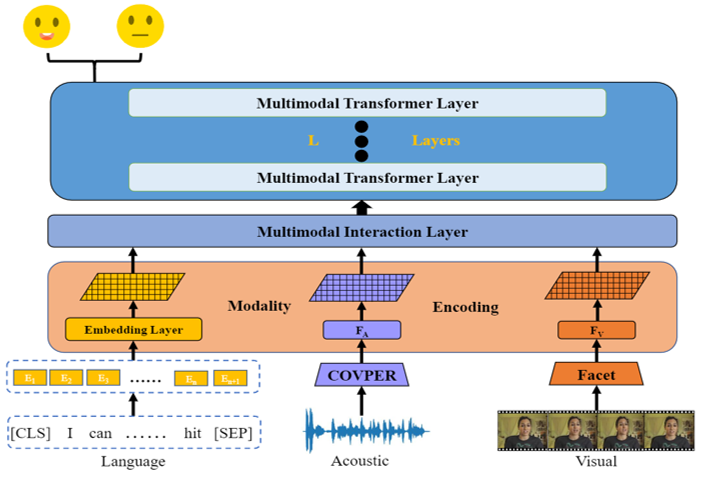 Multimodal Transformer Layer
L Layers
Multimodal Transformer Layer
Multimodal Interaction Layer
Modality Encoding
Embedding Layer
F_A
F_V
E_1 E_2 E_3 ...... E_n E_n+1
COVPER
Facet
[CLS] I can ...... hit [SEP]
Language
Acoustic
Visual